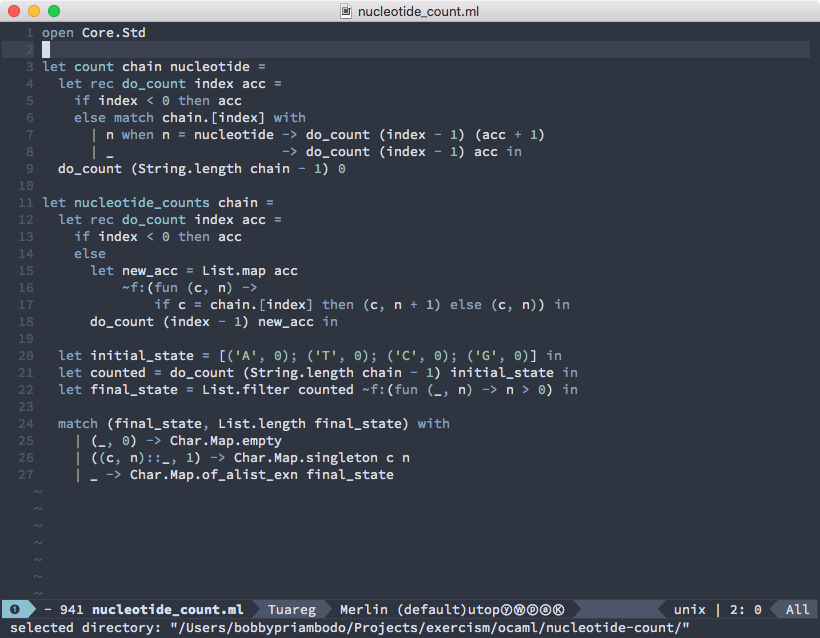 nucleotide_count.ml
1 open Core.Std
2
3 let count chain nucleotide =
4   let rec do_count index acc =
5     if index < 0 then acc
6     else match chain.[index] with
7       | n when n = nucleotide -> do_count (index - 1) (acc + 1)
8       | _                     -> do_count (index - 1) acc in
9   do_count (String.length chain - 1) 0
10
11 let nucleotide_counts chain =
12   let rec do_count index acc =
13     if index < 0 then acc
14     else
15       let new_acc = List.map acc
16           ~f:(fun (c, n) ->
17               if c = chain.[index] then (c, n + 1) else (c, n)) in
18       do_count (index - 1) new_acc in
19
20   let initial_state = [('A', 0); ('T', 0); ('C', 0); ('G', 0)] in
21   let counted = do_count (String.length chain - 1) initial_state in
22   let final_state = List.filter counted ~f:(fun (_, n) -> n > 0) in
23
24   match (final_state, List.length final_state) with
25     | (_, 0) -> Char.Map.empty
26     | ((c, n)::_, 1) -> Char.Map.singleton c n
27     | _ -> Char.Map.of_alist_exn final_state
~
~
~
~
~
~
~
❶ - 941 nucleotide_count.ml Tuareg Merlin (default)utopⓨⓌⓟⓐⓀ unix | 2: 0 All
selected directory: "/Users/bobbypriambodo/Projects/exercism/ocaml/nucleotide-count/"